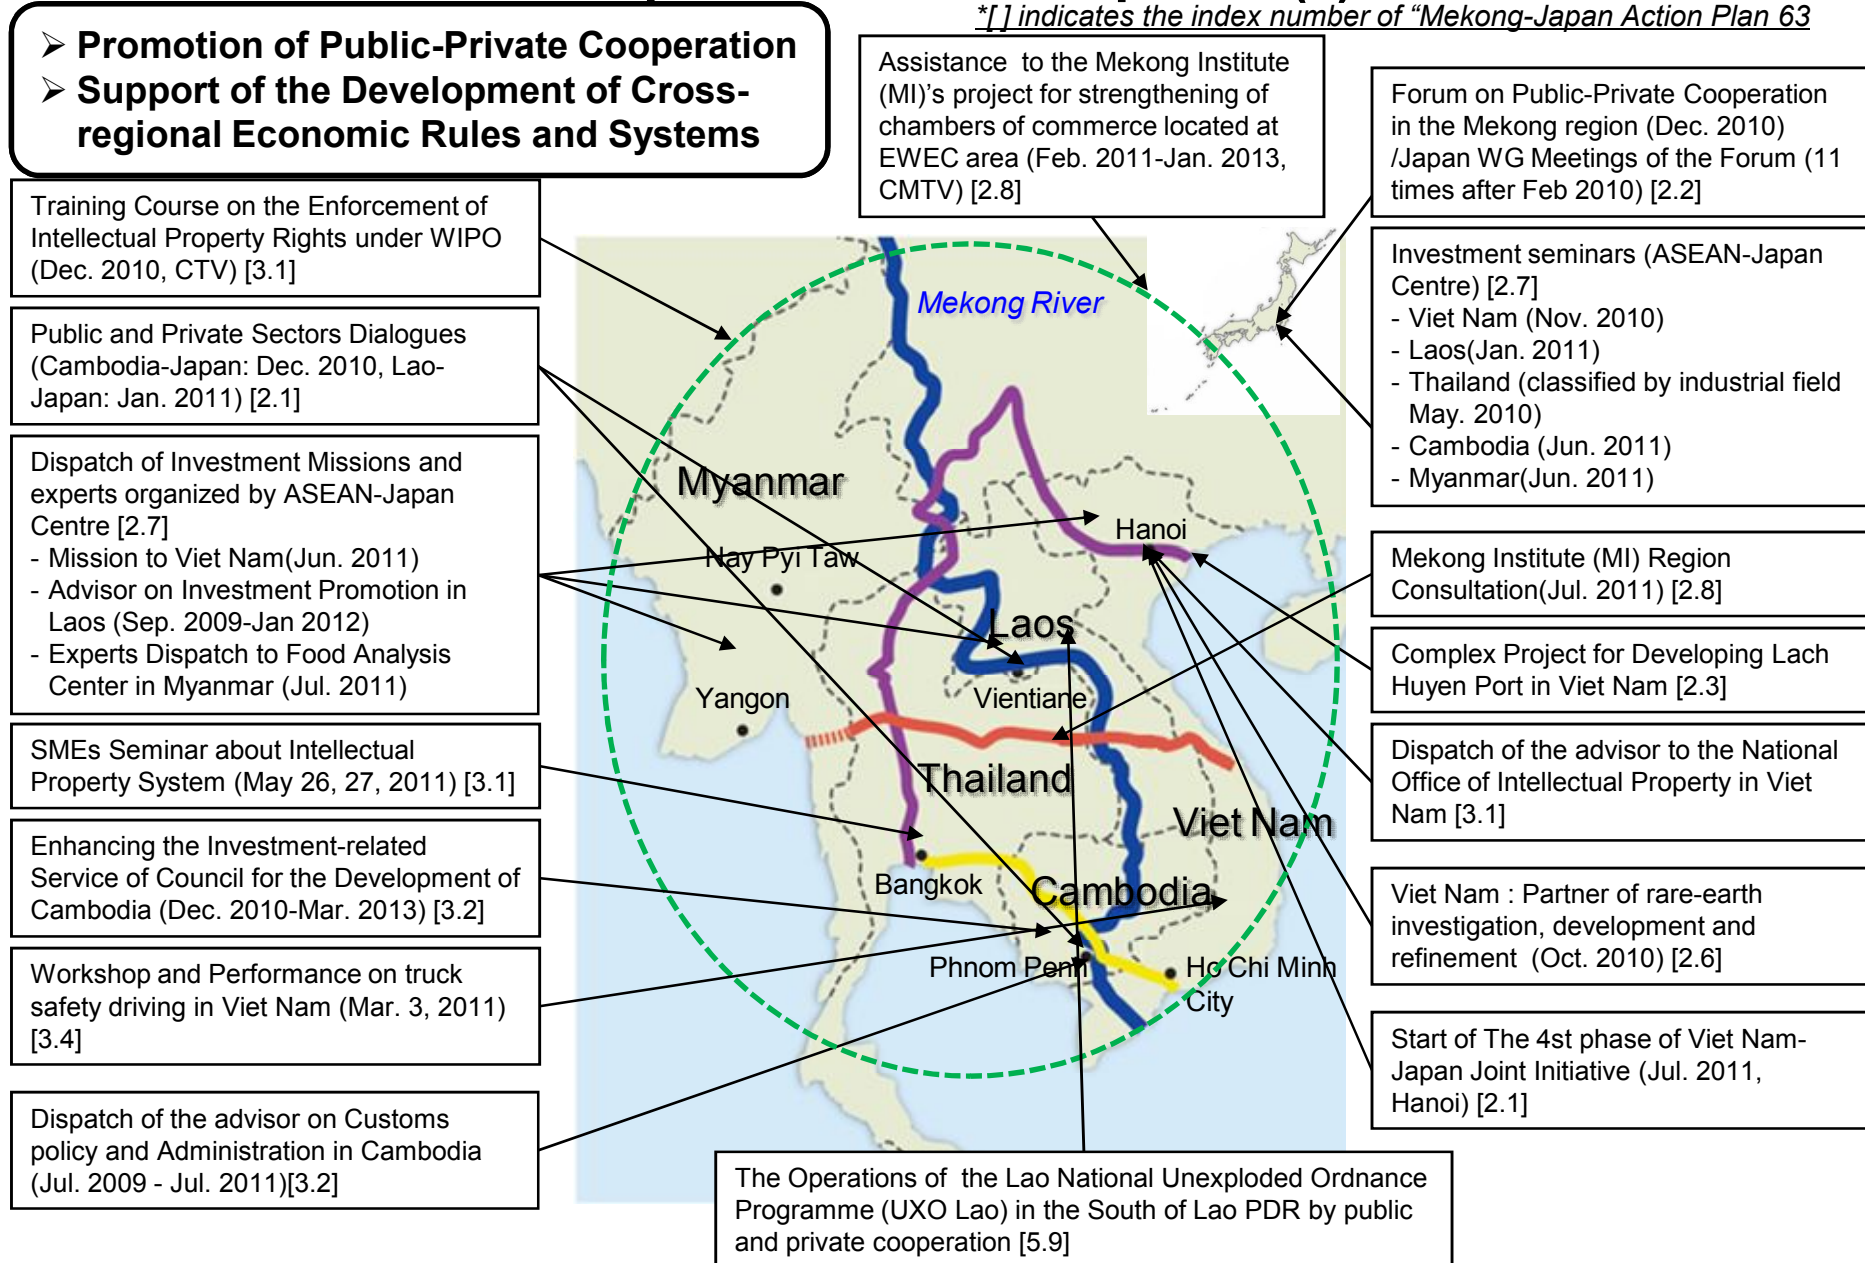 *[ ] indicates the index number of “Mekong-Japan Action Plan 63
➢ Promotion of Public-Private Cooperation
➢ Support of the Development of Cross-
regional Economic Rules and Systems
Assistance to the Mekong Institute
(MI)'s project for strengthening of
chambers of commerce located at
EWEC area (Feb. 2011-Jan. 2013,
CMTV) [2.8]
Forum on Public-Private Cooperation
in the Mekong region (Dec. 2010)
/Japan WG Meetings of the Forum (11
times after Feb 2010) [2.2]
Training Course on the Enforcement of
Intellectual Property Rights under WIPO
(Dec. 2010, CTV) [3.1]
Public and Private Sectors Dialogues
(Cambodia-Japan: Dec. 2010, Lao-
Japan: Jan. 2011) [2.1]
Dispatch of Investment Missions and
experts organized by ASEAN-Japan
Centre [2.7]
- Mission to Viet Nam(Jun. 2011)
- Advisor on Investment Promotion in
Laos (Sep. 2009-Jan 2012)
- Experts Dispatch to Food Analysis
Center in Myanmar (Jul. 2011)
SMEs Seminar about Intellectual
Property System (May 26, 27, 2011) [3.1]
Enhancing the Investment-related
Service of Council for the Development of
Cambodia (Dec. 2010-Mar. 2013) [3.2]
Workshop and Performance on truck
safety driving in Viet Nam (Mar. 3, 2011)
[3.4]
Dispatch of the advisor on Customs
policy and Administration in Cambodia
(Jul. 2009 - Jul. 2011)[3.2]
Mekong River
Myanmar
Hanoi
Nay Pyi Taw
Laos
Yangon
Vientiane
Thailand
Viet Nam
Bangkok
Cambodia
Phnom Penh
Ho Chi Minh
City
Investment seminars (ASEAN-Japan
Centre) [2.7]
- Viet Nam (Nov. 2010)
- Laos(Jan. 2011)
- Thailand (classified by industrial field
May. 2010)
- Cambodia (Jun. 2011)
- Myanmar(Jun. 2011)
Mekong Institute (MI) Region
Consultation(Jul. 2011) [2.8]
Complex Project for Developing Lach
Huyen Port in Viet Nam [2.3]
Dispatch of the advisor to the National
Office of Intellectual Property in Viet
Nam [3.1]
Viet Nam : Partner of rare-earth
investigation, development and
refinement (Oct. 2010) [2.6]
Start of The 4st phase of Viet Nam-
Japan Joint Initiative (Jul. 2011,
Hanoi) [2.1]
The Operations of the Lao National Unexploded Ordnance
Programme (UXO Lao) in the South of Lao PDR by public
and private cooperation [5.9]